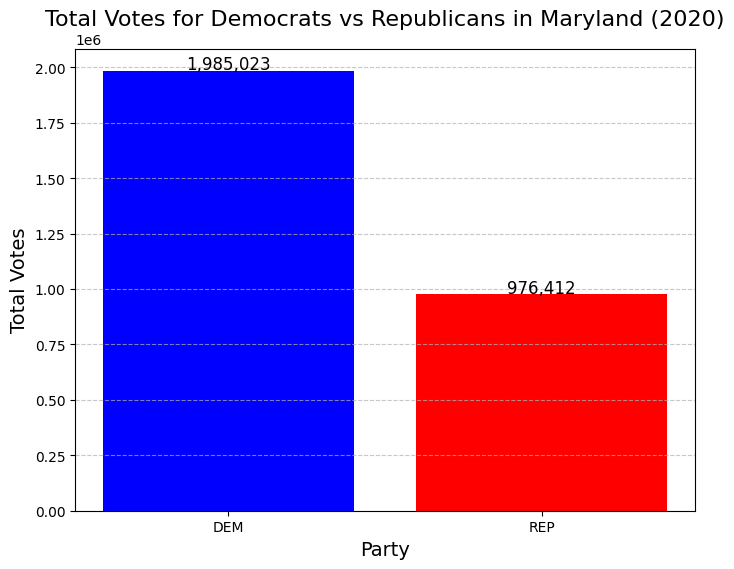 Total Votes for Democrats vs Republicans in Maryland (2020)
1e6
2.00
1.75
1.50
1.25
1.00
0.75
0.50
0.25
0.00
Total Votes
1,985,023
976,412
DEM
REP
Party